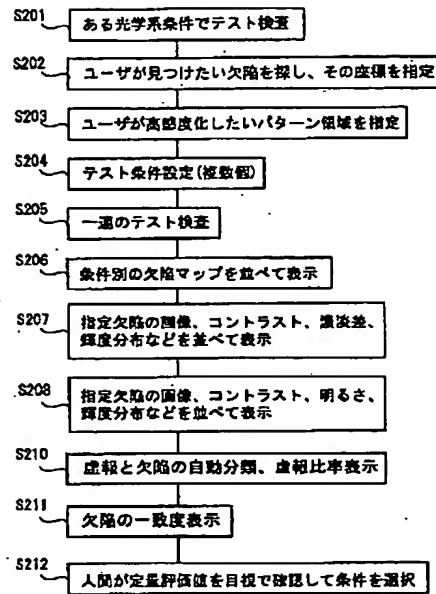 S201
ある光学系条件でテスト検査
S202
ユーザが見つけたい欠陥を探し、その座標を指定
S203
ユーザが高感度化したいパターン領域を指定
S204
テスト条件設定(複数個)
S205
一連のテスト検査
S206
条件別の欠陥マップを並べて表示
S207
指定欠陥の画像、コントラスト、濃淡差、
輝度分布などを並べて表示
S208
指定欠陥の画像、コントラスト、明るさ、
輝度分布などを並べて表示
S210
虚報と欠陥の自動分類、虚報比率表示
S211
欠陥の一致度表示
S212
人間が定量評価値を目視で確認して条件を選択